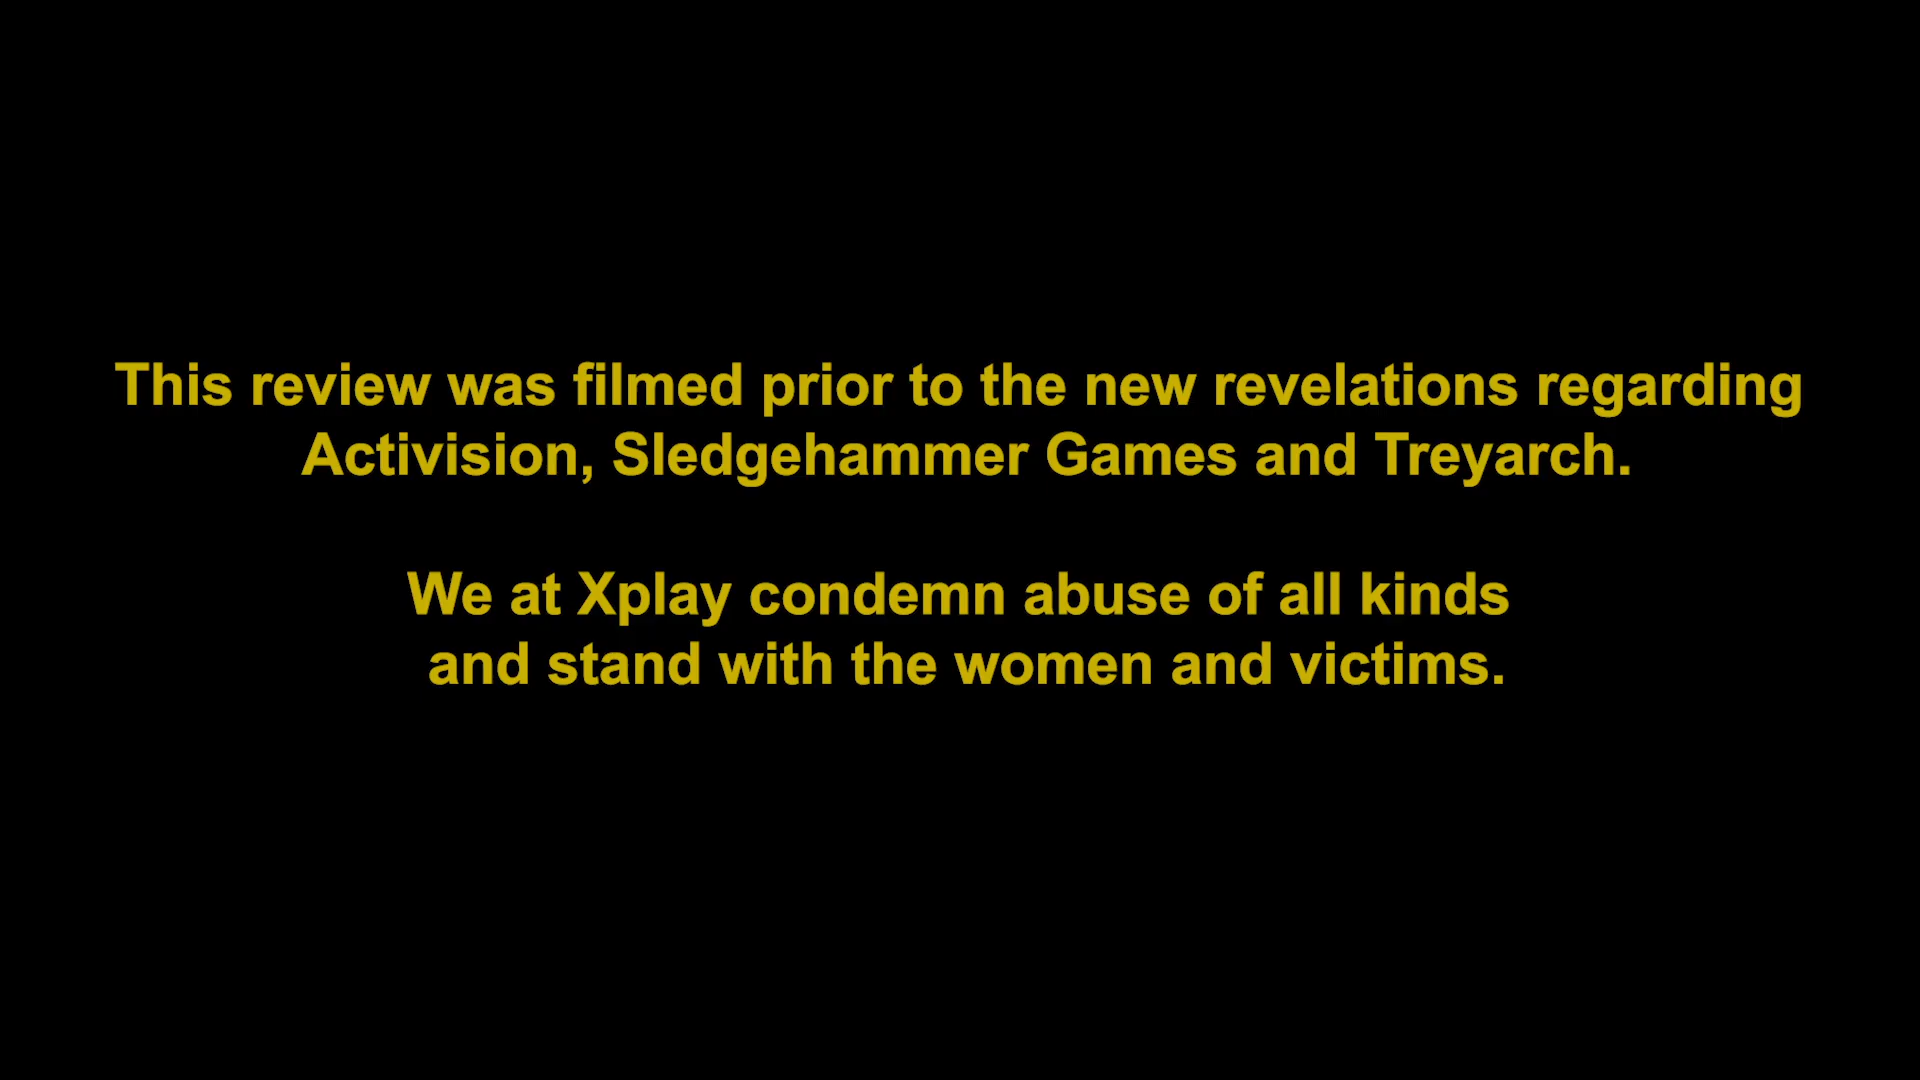 This review was filmed prior to the new revelations regarding
Activision, Sledgehammer Games and Treyarch.
We at Xplay condemn abuse of all kinds
and stand with the women and victims.